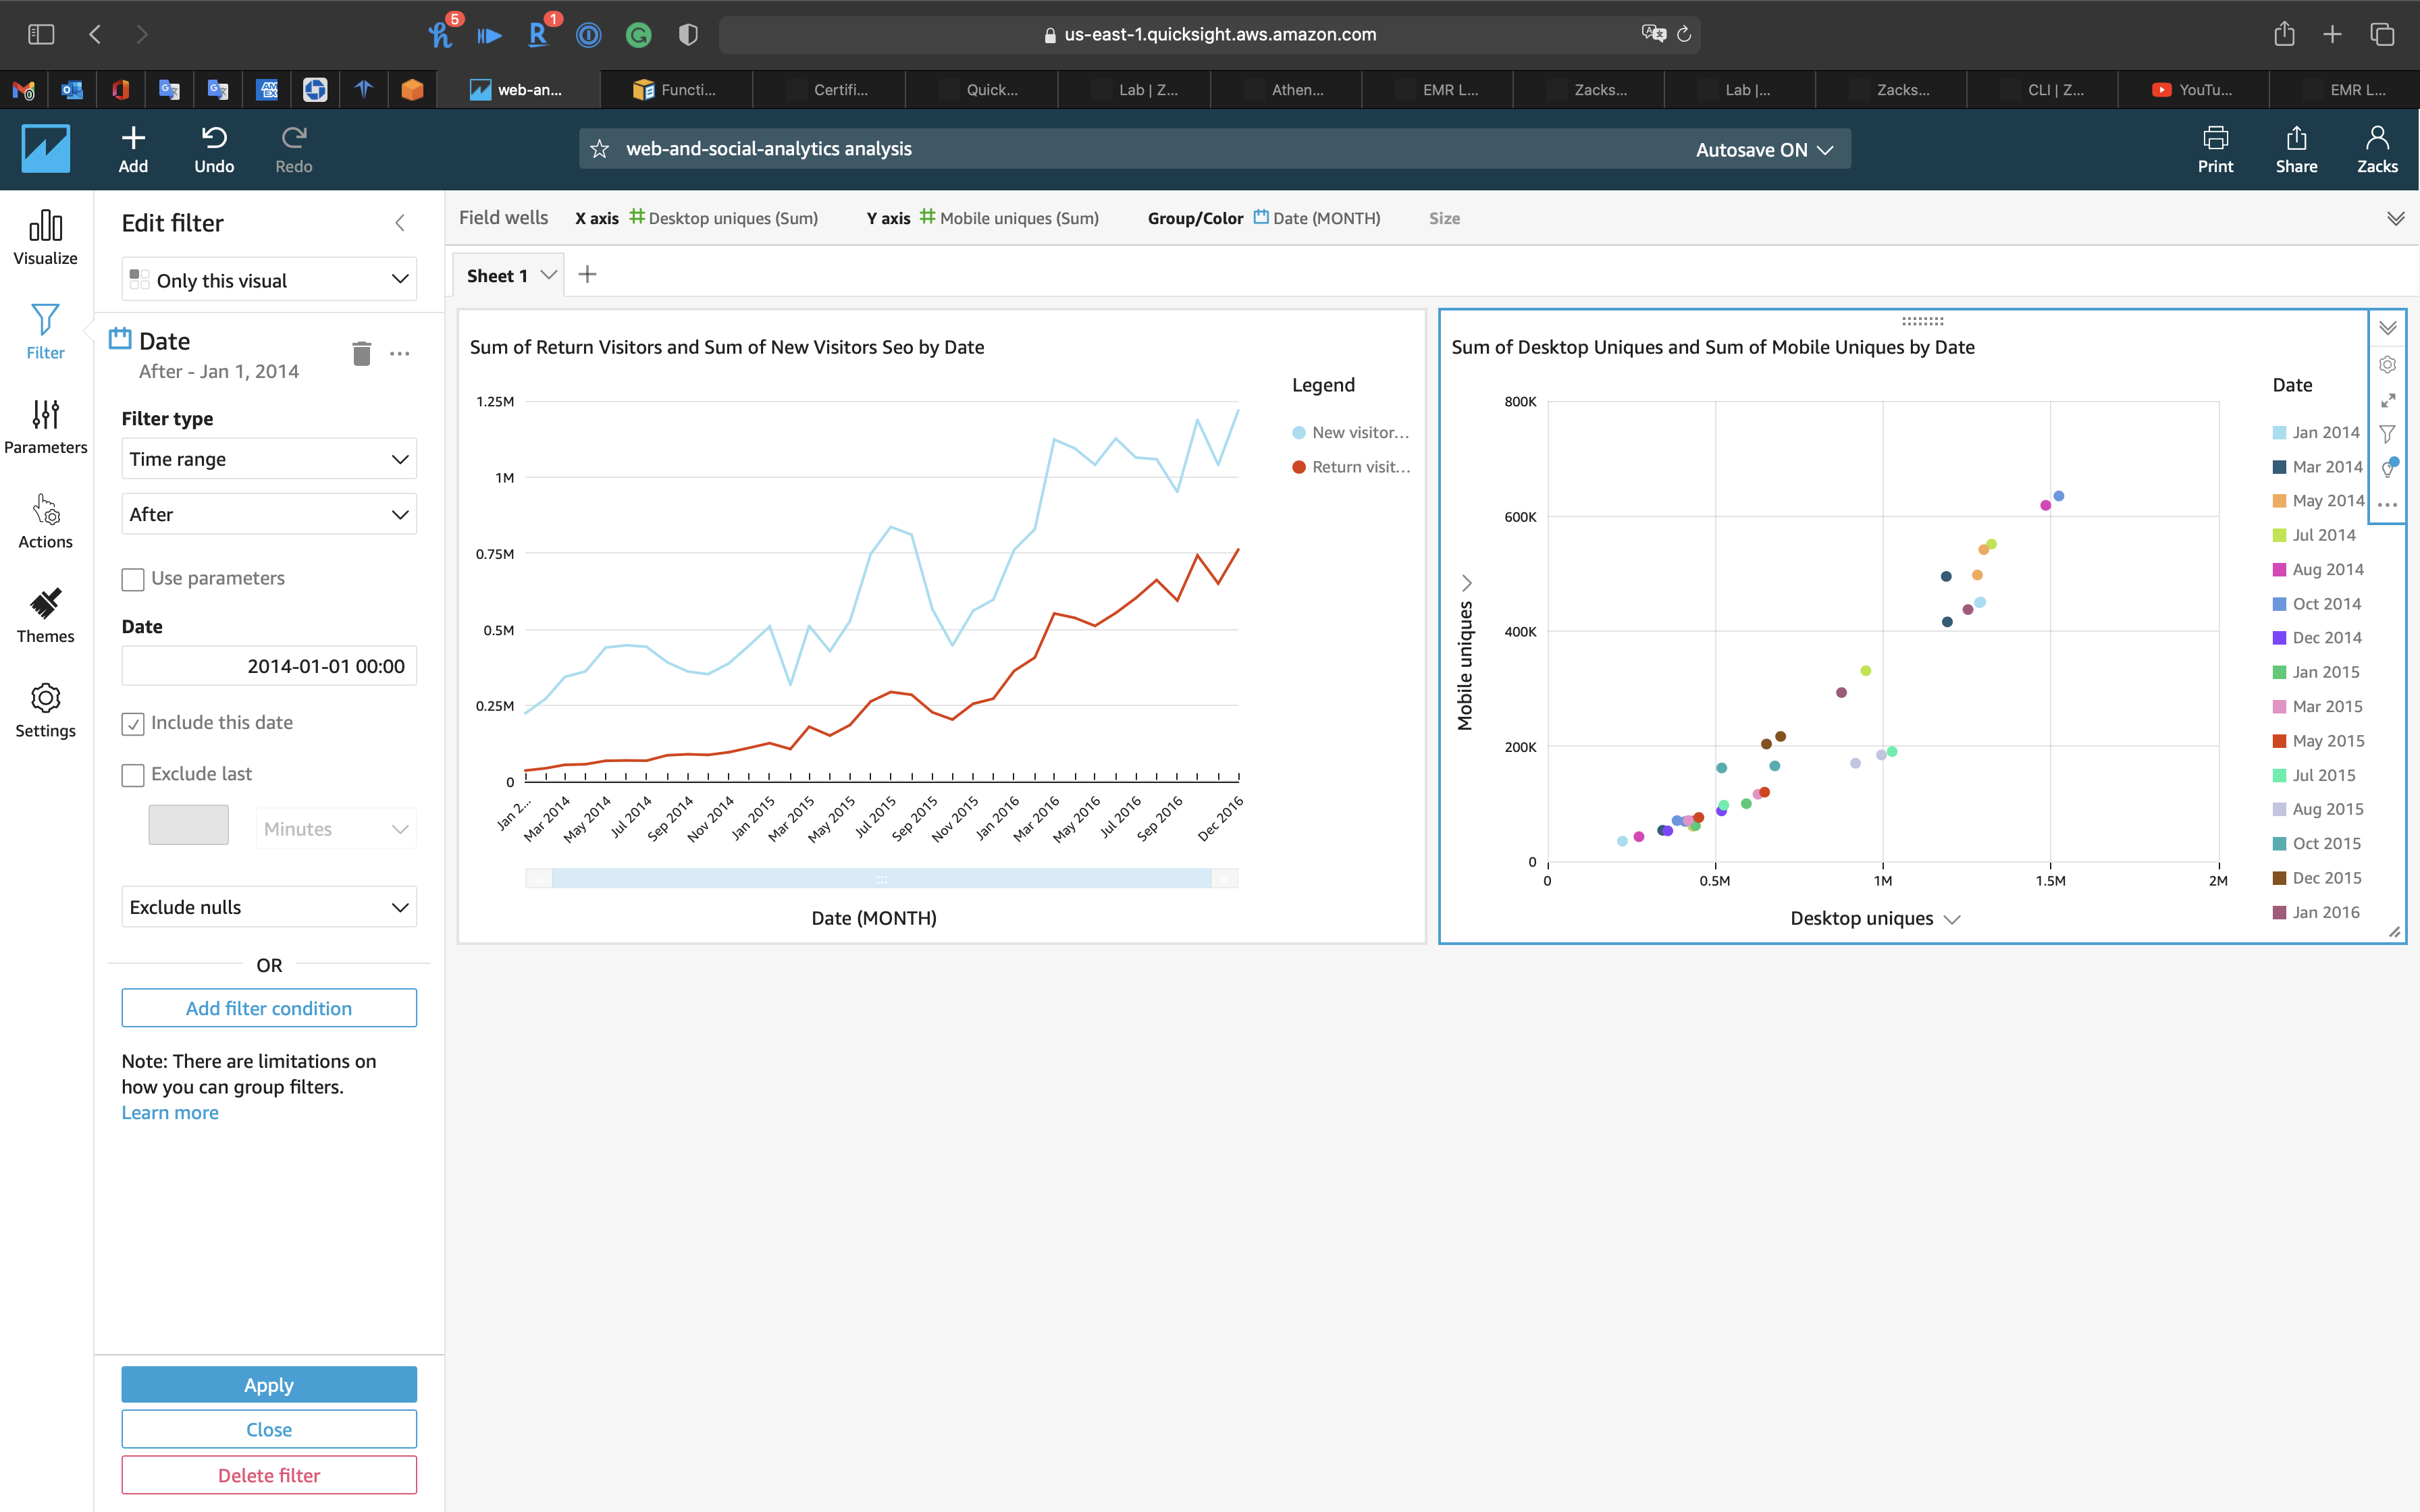 5
1
us-east-1.quicksight.aws.amazon.com
web-an...
Functi...
Certifi...
Quick...
Lab | Z...
Athen...
EMR L...
Zacks...
Lab |...
Zacks...
CLI | Z...
YouTu...
EMR L...
Add
Undo
Redo
web-and-social-analytics analysis
Autosave ON
Print
Share
Zacks
Visualize
Filter
Parameters
Actions
Themes
Settings
Edit filter
Only this visual
Date
After - Jan 1, 2014
Filter type
Time range
After
Use parameters
Date
2014-01-01 00:00
Include this date
Exclude last
Minutes
Exclude nulls
OR
Add filter condition
Note: There are limitations on
how you can group filters.
Learn more
Apply
Close
Delete filter
Field wells X axis Desktop uniques (Sum) Y axis Mobile uniques (Sum) Group/Color Date (MONTH) Size
Sheet 1
Sum of Return Visitors and Sum of New Visitors Seo by Date
1.25M
1M
0.75M
0.5M
0.25M
0
Jan 2...
Mar 2014
May 2014
Jul 2014
Sep 2014
Nov 2014
Jan 2015
Mar 2015
May 2015
Jul 2015
Sep 2015
Nov 2015
Jan 2016
Mar 2016
May 2016
Jul 2016
Sep 2016
Dec 2016
Date (MONTH)
Legend
New visitor...
Return visit...
Sum of Desktop Uniques and Sum of Mobile Uniques by Date
Mobile uniques
800K
600K
400K
200K
0
0
0.5M
1M
1.5M
2M
Desktop uniques
Date
Jan 2014
Mar 2014
May 2014
Jul 2014
Aug 2014
Oct 2014
Dec 2014
Jan 2015
Mar 2015
May 2015
Jul 2015
Aug 2015
Oct 2015
Dec 2015
Jan 2016